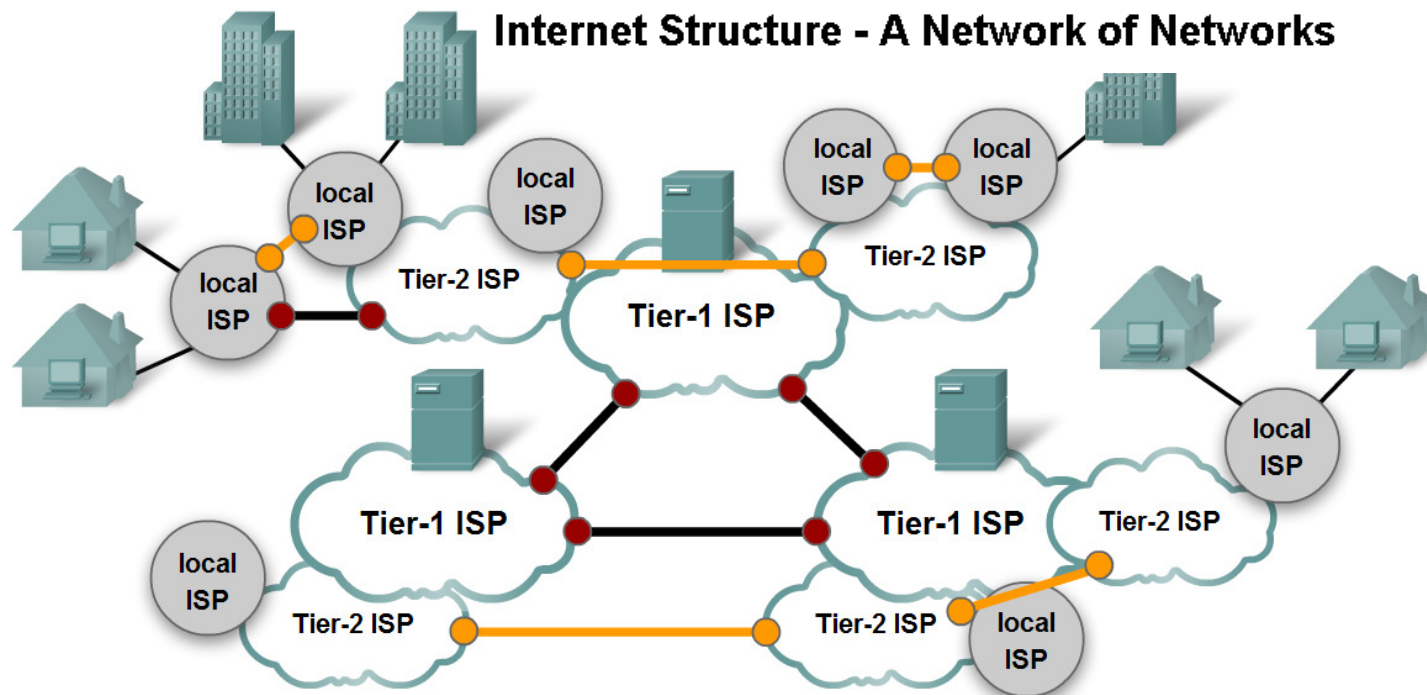 Internet Structure - A Network of Networks
local
ISP
local
ISP
local
ISP
local
ISP
local
ISP
Tier-2 ISP
Tier-2 ISP
Tier-1 ISP
local
ISP
Tier-1 ISP
Tier-1 ISP
Tier-2 ISP
local
ISP
Tier-2 ISP
Tier-2 ISP
local
ISP